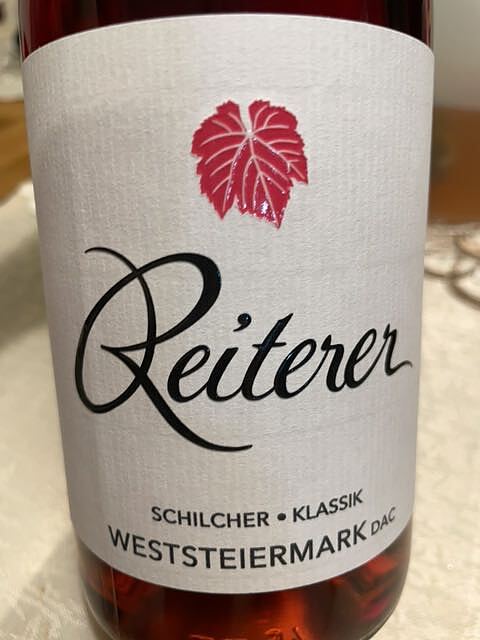 Reiterer
SCHILCHER • KLASSIK
WESTSTEIERMARK DAC